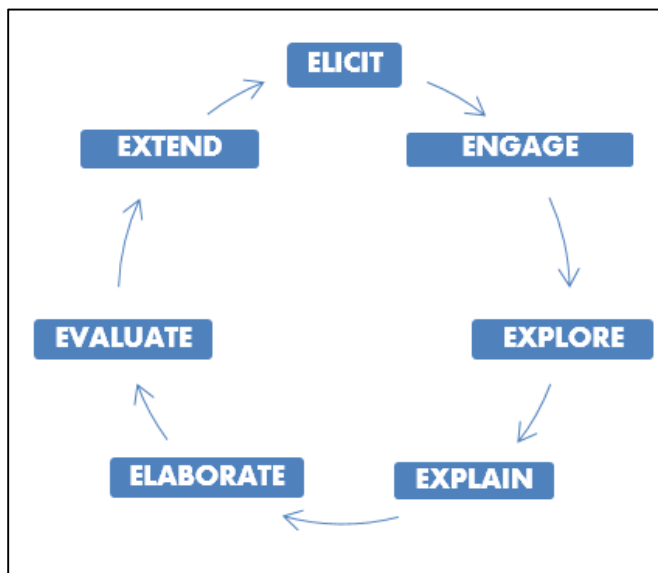 ELICIT
ENGAGE
EXPLORE
EXPLAIN
ELABORATE
EVALUATE
EXTEND